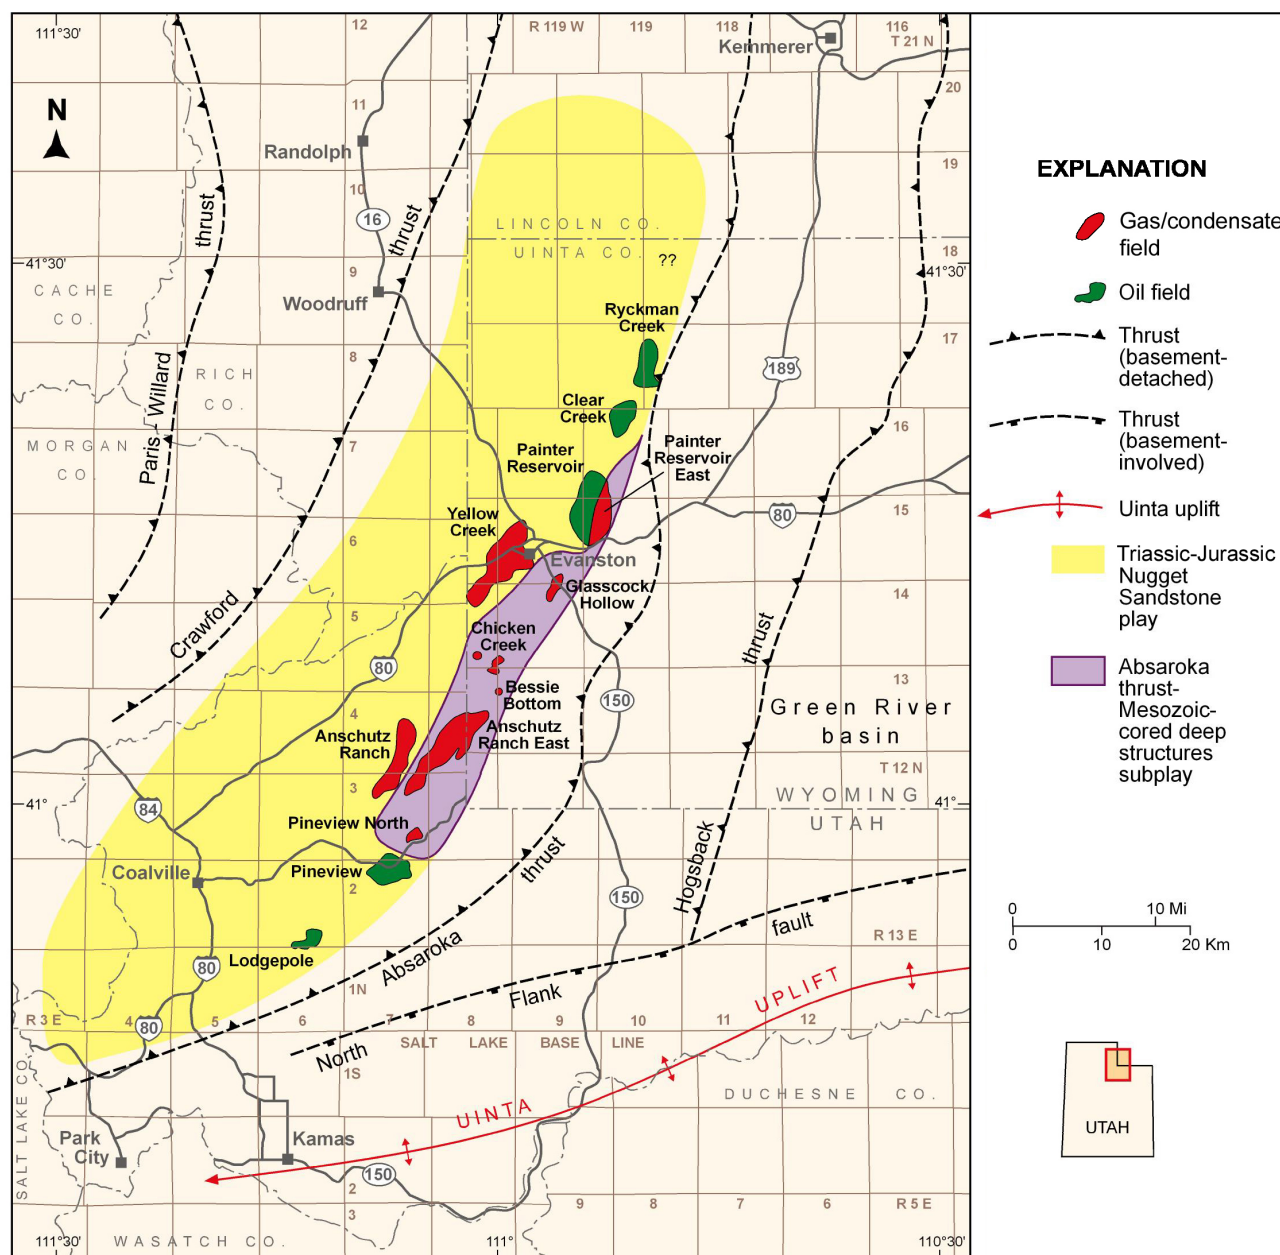 111°30'
12
R 119 W
119
118
116
T 21 N
Kemmerer
20
N
11
Randolph
19
10
16
thrust
thrust
LINCOLN CO.
UINTA CO.
??
18
41°30'
41°30'
9
CACHE
CO.
Woodruff
Ryckman
Creek
17
8
189
RICH
CO.
Paris - Willard
Clear
Creek
16
MORGAN
CO.
7
Painter
Reservoir
Painter
Reservoir
East
Yellow
Creek
15
80
6
Evanston
Glasscock
Hollow
14
5
Crawford
Chicken
Creek
thrust
80
13
Bessie
Bottom
150
4
Green River
basin
Anschutz
Ranch
Anschutz
Ranch East
T 12 N
3
41°
41°
WYOMING
UTAH
84
Pineview North
Coalville
Pineview
2
thrust
Hogsback
150
fault
R 13 E
Lodgepole
80
Absaroka
1N
Flank
UPLIFT
R 3 E
4
80
5
6
7
8
9
10
11
12
North
SALT
LAKE
BASE
LINE
1S
UINTA
DUCHESNE CO.
SALT LAKE CO.
Park
City
Kamas
150
2
3
9
8
7
6
R 5 E
WASATCH CO.
111°30'
111°
110°30'
EXPLANATION
Gas/condensate
field
Oil field
Thrust
(basement-
detached)
Thrust
(basement-
involved)
Uinta uplift
Triassic-Jurassic
Nugget
Sandstone
play
Absaroka
thrust-
Mesozoic-
cored deep
structures
subplay
0
10 Mi
0
10
20 Km
UTAH